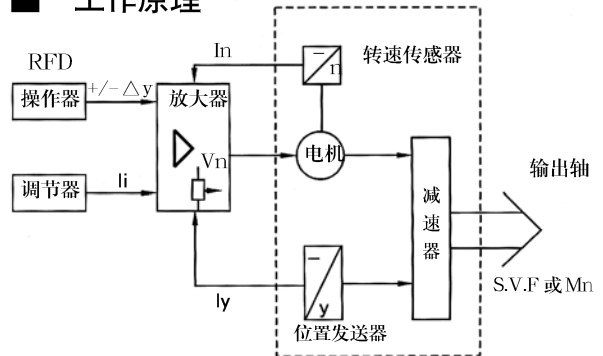 ■ 工作原理
In
RFD
转速传感器
− n
操作器
+/−△y
放大器
Vn
电机
调节器
Ii
减速器
输出轴
− y
Iy
S.V.F 或 Mn
位置发送器